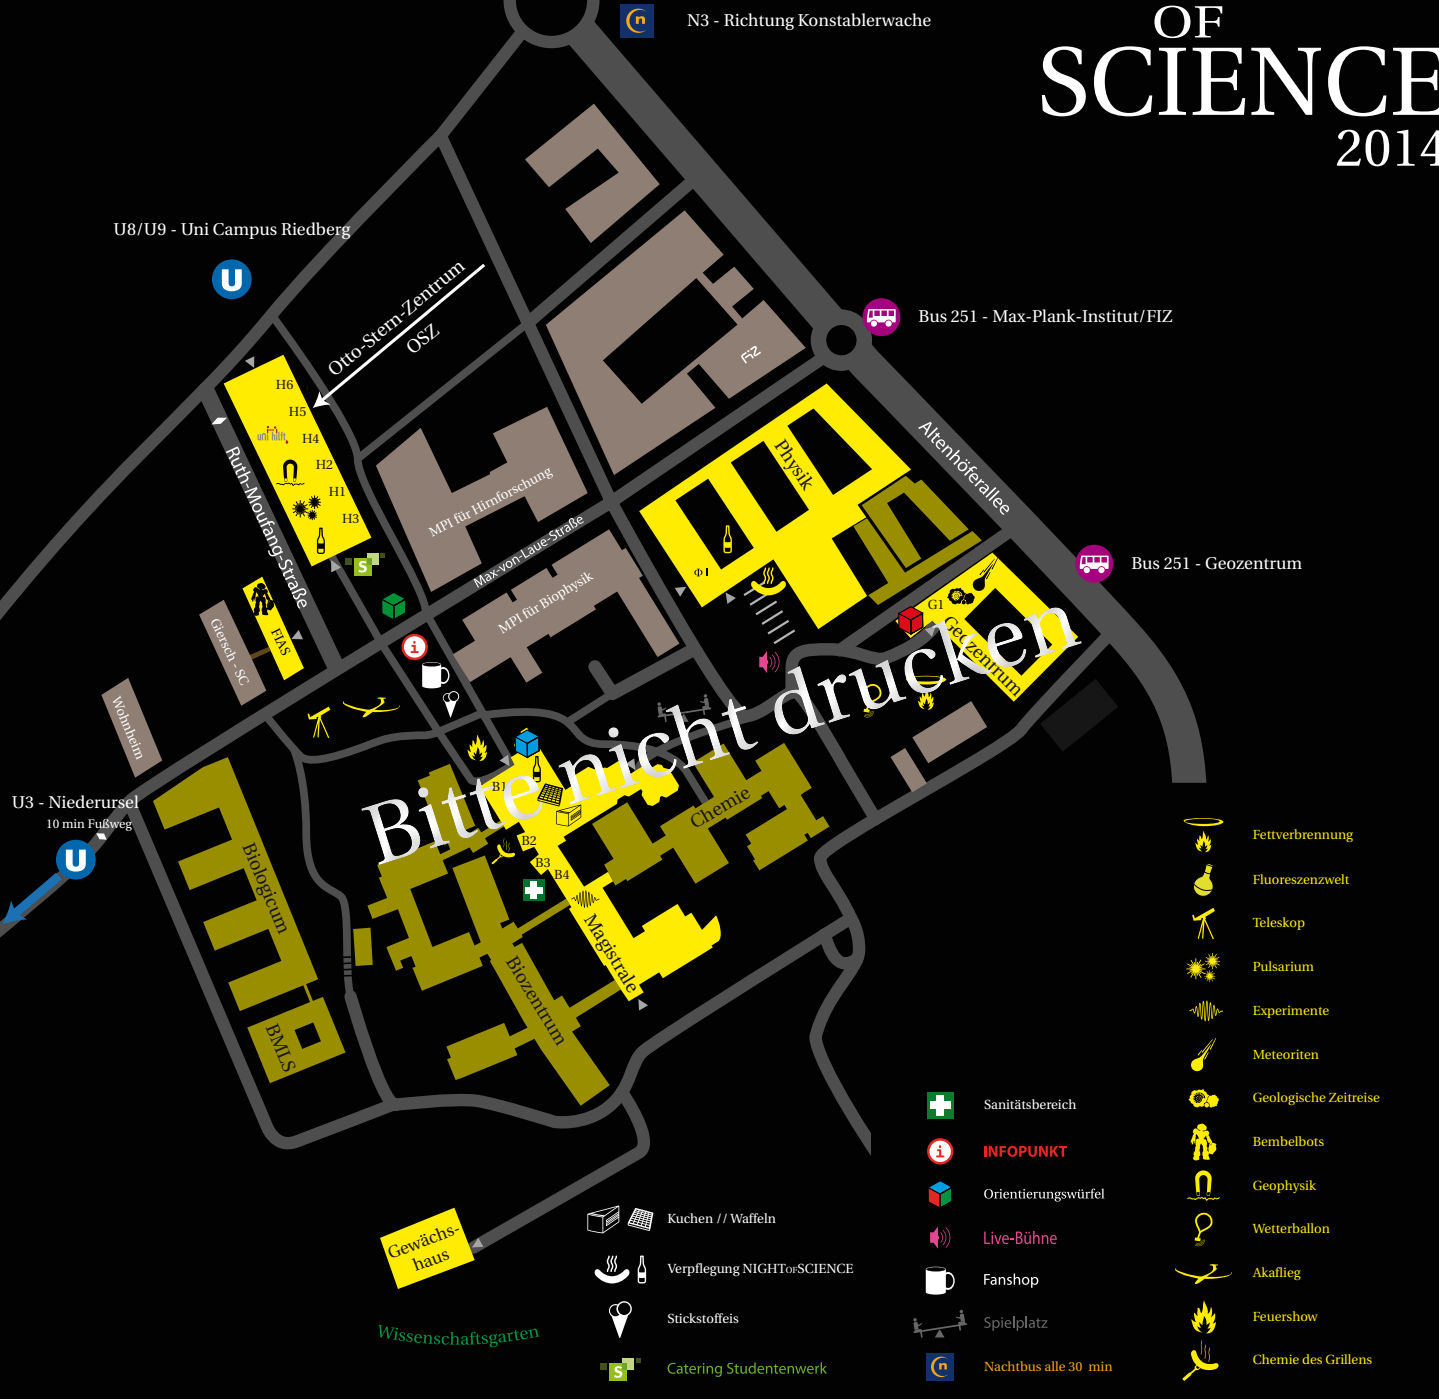 N3 - Richtung Konstablerwache
OF
SCIENCE
2014
U8/U9 - Uni Campus Riedberg
U
Otto-Stern-Zentrum
OSZ
Bus 251 - Max-Plank-Institut/FIZ
FiZ
H6
H5
uni hilft
H4
H2
H1
H3
Ruth-Moufang-Straße
MPI für Hirnforschung
Max-von-Laue-Straße
MPI für Biophysik
Physik
Φ I
Altenhöferallee
Bus 251 - Geozentrum
S
G1
Geozentrum
FIAS
Giersch - SC
Wohnheim
i
Bitte nicht drucken
U3 - Niederursel
10 min Fußweg
U
B1
B2
B3
B4
Chemie
Magistrale
Biologicum
BMLS
Biozentrum
Gewächs-
haus
Wissenschaftsgarten
Kuchen // Waffeln
Verpflegung NIGHTOFSCIENCE
Stickstoffeis
S
Catering Studentenwerk
Sanitätsbereich
i
INFOPUNKT
Orientierungswürfel
Live-Bühne
Fanshop
Spielplatz
n
Nachtbus alle 30 min
Fettverbrennung
Fluoreszenzwelt
Teleskop
Pulsarium
Experimente
Meteoriten
Geologische Zeitreise
Bembelbots
Geophysik
Wetterballon
Akaflieg
Feuershow
Chemie des Grillens